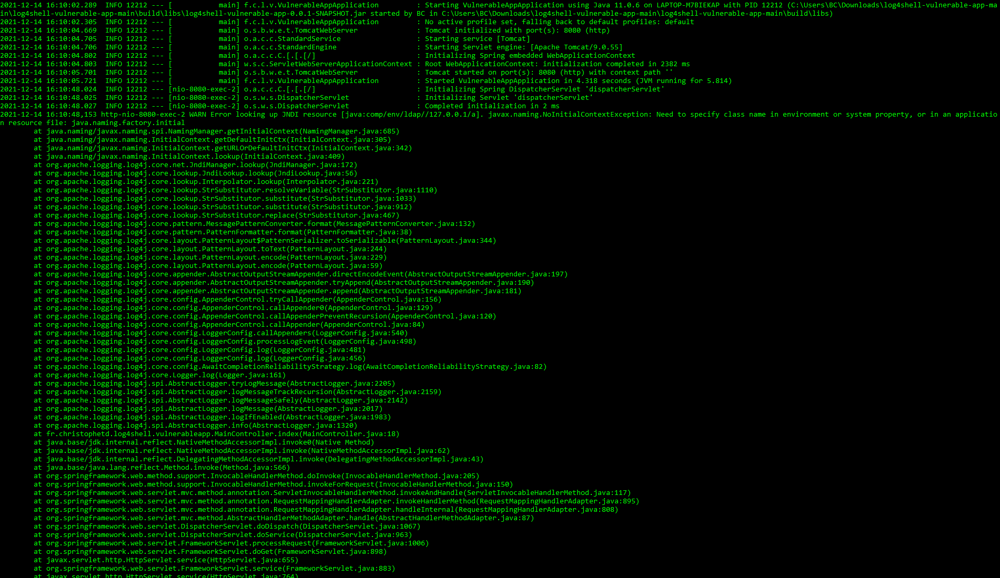 2021-12-14 16:10:02.289  INFO 12212 --- [           main] f.c.l.v.VulnerableAppApplication         : Starting VulnerableAppApplication using Java 11.0.6 on LAPTOP-M7BIEKAP with PID 12212 (C:\Users\BC\Downloads\log4shell-vulnerable-app-ma
in\log4shell-vulnerable-app-main\build\libs\log4shell-vulnerable-app-0.0.1-SNAPSHOT.jar started by BC in C:\Users\BC\Downloads\log4shell-vulnerable-app-main\log4shell-vulnerable-app-main\build\libs)
2021-12-14 16:10:02.305  INFO 12212 --- [           main] f.c.l.v.VulnerableAppApplication         : No active profile set, falling back to default profiles: default
2021-12-14 16:10:04.669  INFO 12212 --- [           main] o.s.b.w.e.t.TomcatWebServer              : Tomcat initialized with port(s): 8080 (http)
2021-12-14 16:10:04.705  INFO 12212 --- [           main] o.a.c.c.StandardService                  : Starting service [Tomcat]
2021-12-14 16:10:04.706  INFO 12212 --- [           main] o.a.c.c.StandardEngine                   : Starting Servlet engine: [Apache Tomcat/9.0.55]
2021-12-14 16:10:04.802  INFO 12212 --- [           main] o.a.c.c.C.[.[.[/]                        : Initializing Spring embedded WebApplicationContext
2021-12-14 16:10:04.803  INFO 12212 --- [           main] w.s.c.ServletWebServerApplicationContext : Root WebApplicationContext: initialization completed in 2382 ms
2021-12-14 16:10:05.701  INFO 12212 --- [           main] o.s.b.w.e.t.TomcatWebServer              : Tomcat started on port(s): 8080 (http) with context path ''
2021-12-14 16:10:05.721  INFO 12212 --- [           main] f.c.l.v.VulnerableAppApplication         : Started VulnerableAppApplication in 4.318 seconds (JVM running for 5.814)
2021-12-14 16:10:48.024  INFO 12212 --- [nio-8080-exec-2] o.a.c.c.C.[.[.[/]                        : Initializing Spring DispatcherServlet 'dispatcherServlet'
2021-12-14 16:10:48.025  INFO 12212 --- [nio-8080-exec-2] o.s.w.s.DispatcherServlet                : Initializing Servlet 'dispatcherServlet'
2021-12-14 16:10:48.027  INFO 12212 --- [nio-8080-exec-2] o.s.w.s.DispatcherServlet                : Completed initialization in 2 ms
2021-12-14 16:10:48,153 http-nio-8080-exec-2 WARN Error looking up JNDI resource [java:comp/env/ldap//127.0.0.1/a]. javax.naming.NoInitialContextException: Need to specify class name in environment or system property, or in an applicatio
n resource file: java.naming.factory.initial
at java.naming/javax.naming.spi.NamingManager.getInitialContext(NamingManager.java:685)
at java.naming/javax.naming.InitialContext.getDefaultInitCtx(InitialContext.java:305)
at java.naming/javax.naming.InitialContext.getURLOrDefaultInitCtx(InitialContext.java:342)
at java.naming/javax.naming.InitialContext.lookup(InitialContext.java:409)
at org.apache.logging.log4j.core.net.JndiManager.lookup(JndiManager.java:172)
at org.apache.logging.log4j.core.lookup.JndiLookup.lookup(JndiLookup.java:56)
at org.apache.logging.log4j.core.lookup.Interpolator.lookup(Interpolator.java:221)
at org.apache.logging.log4j.core.lookup.StrSubstitutor.resolveVariable(StrSubstitutor.java:1110)
at org.apache.logging.log4j.core.lookup.StrSubstitutor.substitute(StrSubstitutor.java:1033)
at org.apache.logging.log4j.core.lookup.StrSubstitutor.substitute(StrSubstitutor.java:912)
at org.apache.logging.log4j.core.lookup.StrSubstitutor.replace(StrSubstitutor.java:467)
at org.apache.logging.log4j.core.pattern.MessagePatternConverter.format(MessagePatternConverter.java:132)
at org.apache.logging.log4j.core.pattern.PatternFormatter.format(PatternFormatter.java:38)
at org.apache.logging.log4j.core.layout.PatternLayout$PatternSerializer.toSerializable(PatternLayout.java:344)
at org.apache.logging.log4j.core.layout.PatternLayout.toText(PatternLayout.java:244)
at org.apache.logging.log4j.core.layout.PatternLayout.encode(PatternLayout.java:229)
at org.apache.logging.log4j.core.layout.PatternLayout.encode(PatternLayout.java:59)
at org.apache.logging.log4j.core.appender.AbstractOutputStreamAppender.directEncodeEvent(AbstractOutputStreamAppender.java:197)
at org.apache.logging.log4j.core.appender.AbstractOutputStreamAppender.tryAppend(AbstractOutputStreamAppender.java:190)
at org.apache.logging.log4j.core.appender.AbstractOutputStreamAppender.append(AbstractOutputStreamAppender.java:181)
at org.apache.logging.log4j.core.config.AppenderControl.tryCallAppender(AppenderControl.java:156)
at org.apache.logging.log4j.core.config.AppenderControl.callAppender0(AppenderControl.java:129)
at org.apache.logging.log4j.core.config.AppenderControl.callAppenderPreventRecursion(AppenderControl.java:120)
at org.apache.logging.log4j.core.config.AppenderControl.callAppender(AppenderControl.java:84)
at org.apache.logging.log4j.core.config.LoggerConfig.callAppenders(LoggerConfig.java:540)
at org.apache.logging.log4j.core.config.LoggerConfig.processLogEvent(LoggerConfig.java:498)
at org.apache.logging.log4j.core.config.LoggerConfig.log(LoggerConfig.java:481)
at org.apache.logging.log4j.core.config.LoggerConfig.log(LoggerConfig.java:456)
at org.apache.logging.log4j.core.config.AwaitCompletionReliabilityStrategy.log(AwaitCompletionReliabilityStrategy.java:82)
at org.apache.logging.log4j.core.Logger.log(Logger.java:161)
at org.apache.logging.log4j.spi.AbstractLogger.tryLogMessage(AbstractLogger.java:2205)
at org.apache.logging.log4j.spi.AbstractLogger.logMessageTrackRecursion(AbstractLogger.java:2159)
at org.apache.logging.log4j.spi.AbstractLogger.logMessageSafely(AbstractLogger.java:2142)
at org.apache.logging.log4j.spi.AbstractLogger.logMessage(AbstractLogger.java:2017)
at org.apache.logging.log4j.spi.AbstractLogger.logIfEnabled(AbstractLogger.java:1983)
at org.apache.logging.log4j.spi.AbstractLogger.info(AbstractLogger.java:1320)
at fr.christophetd.log4shell.vulnerableapp.MainController.index(MainController.java:18)
at java.base/jdk.internal.reflect.NativeMethodAccessorImpl.invoke0(Native Method)
at java.base/jdk.internal.reflect.NativeMethodAccessorImpl.invoke(NativeMethodAccessorImpl.java:62)
at java.base/jdk.internal.reflect.DelegatingMethodAccessorImpl.invoke(DelegatingMethodAccessorImpl.java:43)
at java.base/java.lang.reflect.Method.invoke(Method.java:566)
at org.springframework.web.method.support.InvocableHandlerMethod.doInvoke(InvocableHandlerMethod.java:205)
at org.springframework.web.method.support.InvocableHandlerMethod.invokeForRequest(InvocableHandlerMethod.java:150)
at org.springframework.web.servlet.mvc.method.annotation.ServletInvocableHandlerMethod.invokeAndHandle(ServletInvocableHandlerMethod.java:117)
at org.springframework.web.servlet.mvc.method.annotation.RequestMappingHandlerAdapter.invokeHandlerMethod(RequestMappingHandlerAdapter.java:895)
at org.springframework.web.servlet.mvc.method.annotation.RequestMappingHandlerAdapter.handleInternal(RequestMappingHandlerAdapter.java:808)
at org.springframework.web.servlet.mvc.method.AbstractHandlerMethodAdapter.handle(AbstractHandlerMethodAdapter.java:87)
at org.springframework.web.servlet.DispatcherServlet.doDispatch(DispatcherServlet.java:1067)
at org.springframework.web.servlet.DispatcherServlet.doService(DispatcherServlet.java:963)
at org.springframework.web.servlet.FrameworkServlet.processRequest(FrameworkServlet.java:1006)
at org.springframework.web.servlet.FrameworkServlet.doGet(FrameworkServlet.java:898)
at javax.servlet.http.HttpServlet.service(HttpServlet.java:655)
at org.springframework.web.servlet.FrameworkServlet.service(FrameworkServlet.java:883)
at javax.servlet.http.HttpServlet.service(HttpServlet.java:764)